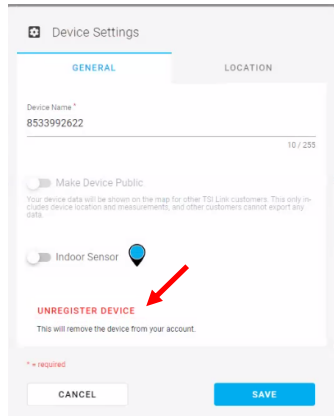 Device Settings
GENERAL LOCATION
Device Name *
8533992622
10 / 255
Make Device Public
Your device data will be shown on the map for other TSI Link customers. This only in-
cludes device location and measurements, and other customers cannot export any
data.
Indoor Sensor
UNREGISTER DEVICE
This will remove the device from your account.
* = required
CANCEL SAVE